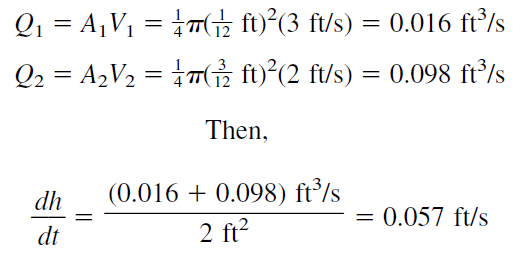 Q₁ = A₁V₁ = ¼π(1/12 ft)²(3 ft/s) = 0.016 ft³/s
Q₂ = A₂V₂ = ¼π(3/12 ft)²(2 ft/s) = 0.098 ft³/s
Then,
dh/dt = (0.016 + 0.098) ft³/s / 2 ft² = 0.057 ft/s